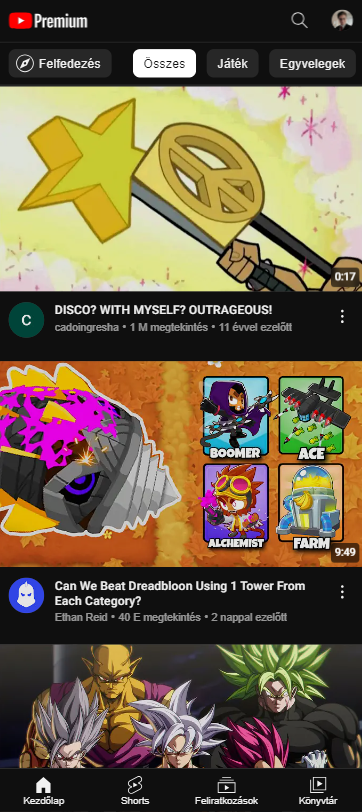 Premium
Felfedezés
Összes
Játék
Egyvelegek
0:17
C
DISCO? WITH MYSELF? OUTRAGEOUS!
cadoingresha • 1 M megtekintés • 11 évvel ezelőtt
BOOMER
ACE
ALCHEMIST
FARM
9:49
Can We Beat Dreadbloon Using 1 Tower From
Each Category?
Ethan Reid • 40 E megtekintés • 2 nappal ezelőtt
Kezdőlap
Shorts
Feliratkozások
Könyvtár